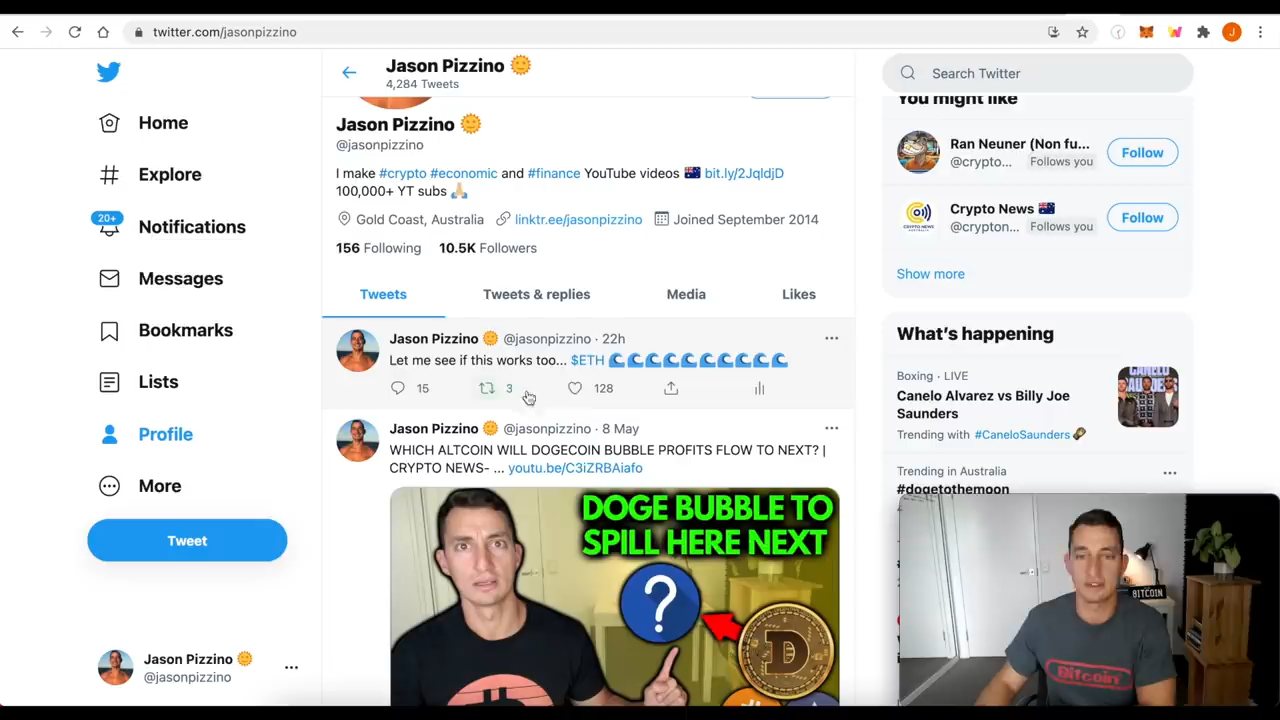 twitter.com/jasonpizzino
J
Jason Pizzino
4,284 Tweets
Search Twitter
Home
Explore
20+
Notifications
Messages
Bookmarks
Lists
Profile
More
Tweet
Jason Pizzino
@jasonpizzino
Jason Pizzino
@jasonpizzino
I make #crypto #economic and #finance YouTube videos 🇦🇺 bit.ly/2JqldjD
100,000+ YT subs 🙏🏼
Gold Coast, Australia linktr.ee/jasonpizzino Joined September 2014
156 Following 10.5K Followers
Tweets Tweets & replies Media Likes
Jason Pizzino 🌞 @jasonpizzino · 22h
Let me see if this works too... $ETH 🌊🌊🌊🌊🌊🌊🌊🌊🌊🌊
15 3 128
Jason Pizzino 🌞 @jasonpizzino · 8 May
WHICH ALTCOIN WILL DOGECOIN BUBBLE PROFITS FLOW TO NEXT? |
CRYPTO NEWS- ... youtu.be/C3iZRBAiafo
DOGE BUBBLE TO
SPILL HERE NEXT
?
You might like
Ran Neuner (Non fu...
@crypto... Follows you
Follow
Crypto News 🇦🇺
@crypton... Follows you
Follow
CRYPTO NEWS
Show more
What's happening
Boxing · LIVE
Canelo Alvarez vs Billy Joe
Saunders
Trending with #CaneloSaunders
Trending in Australia
#dogetothemoon
BITCOIN
Bitcoin